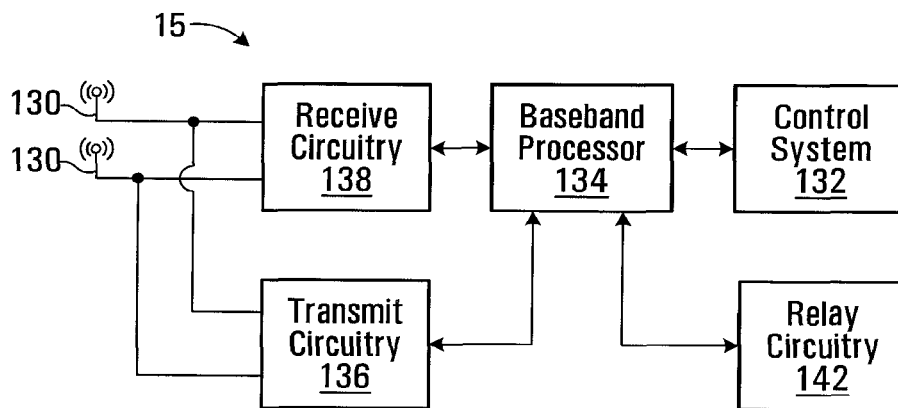 15
130
130
Receive
Circuitry
138
Baseband
Processor
134
Control
System
132
Transmit
Circuitry
136
Relay
Circuitry
142